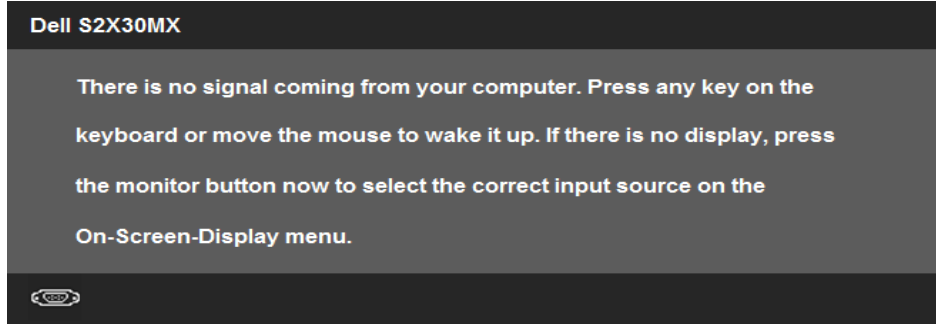 Dell S2X30MX
There is no signal coming from your computer. Press any key on the
keyboard or move the mouse to wake it up. If there is no display, press
the monitor button now to select the correct input source on the
On-Screen-Display menu.